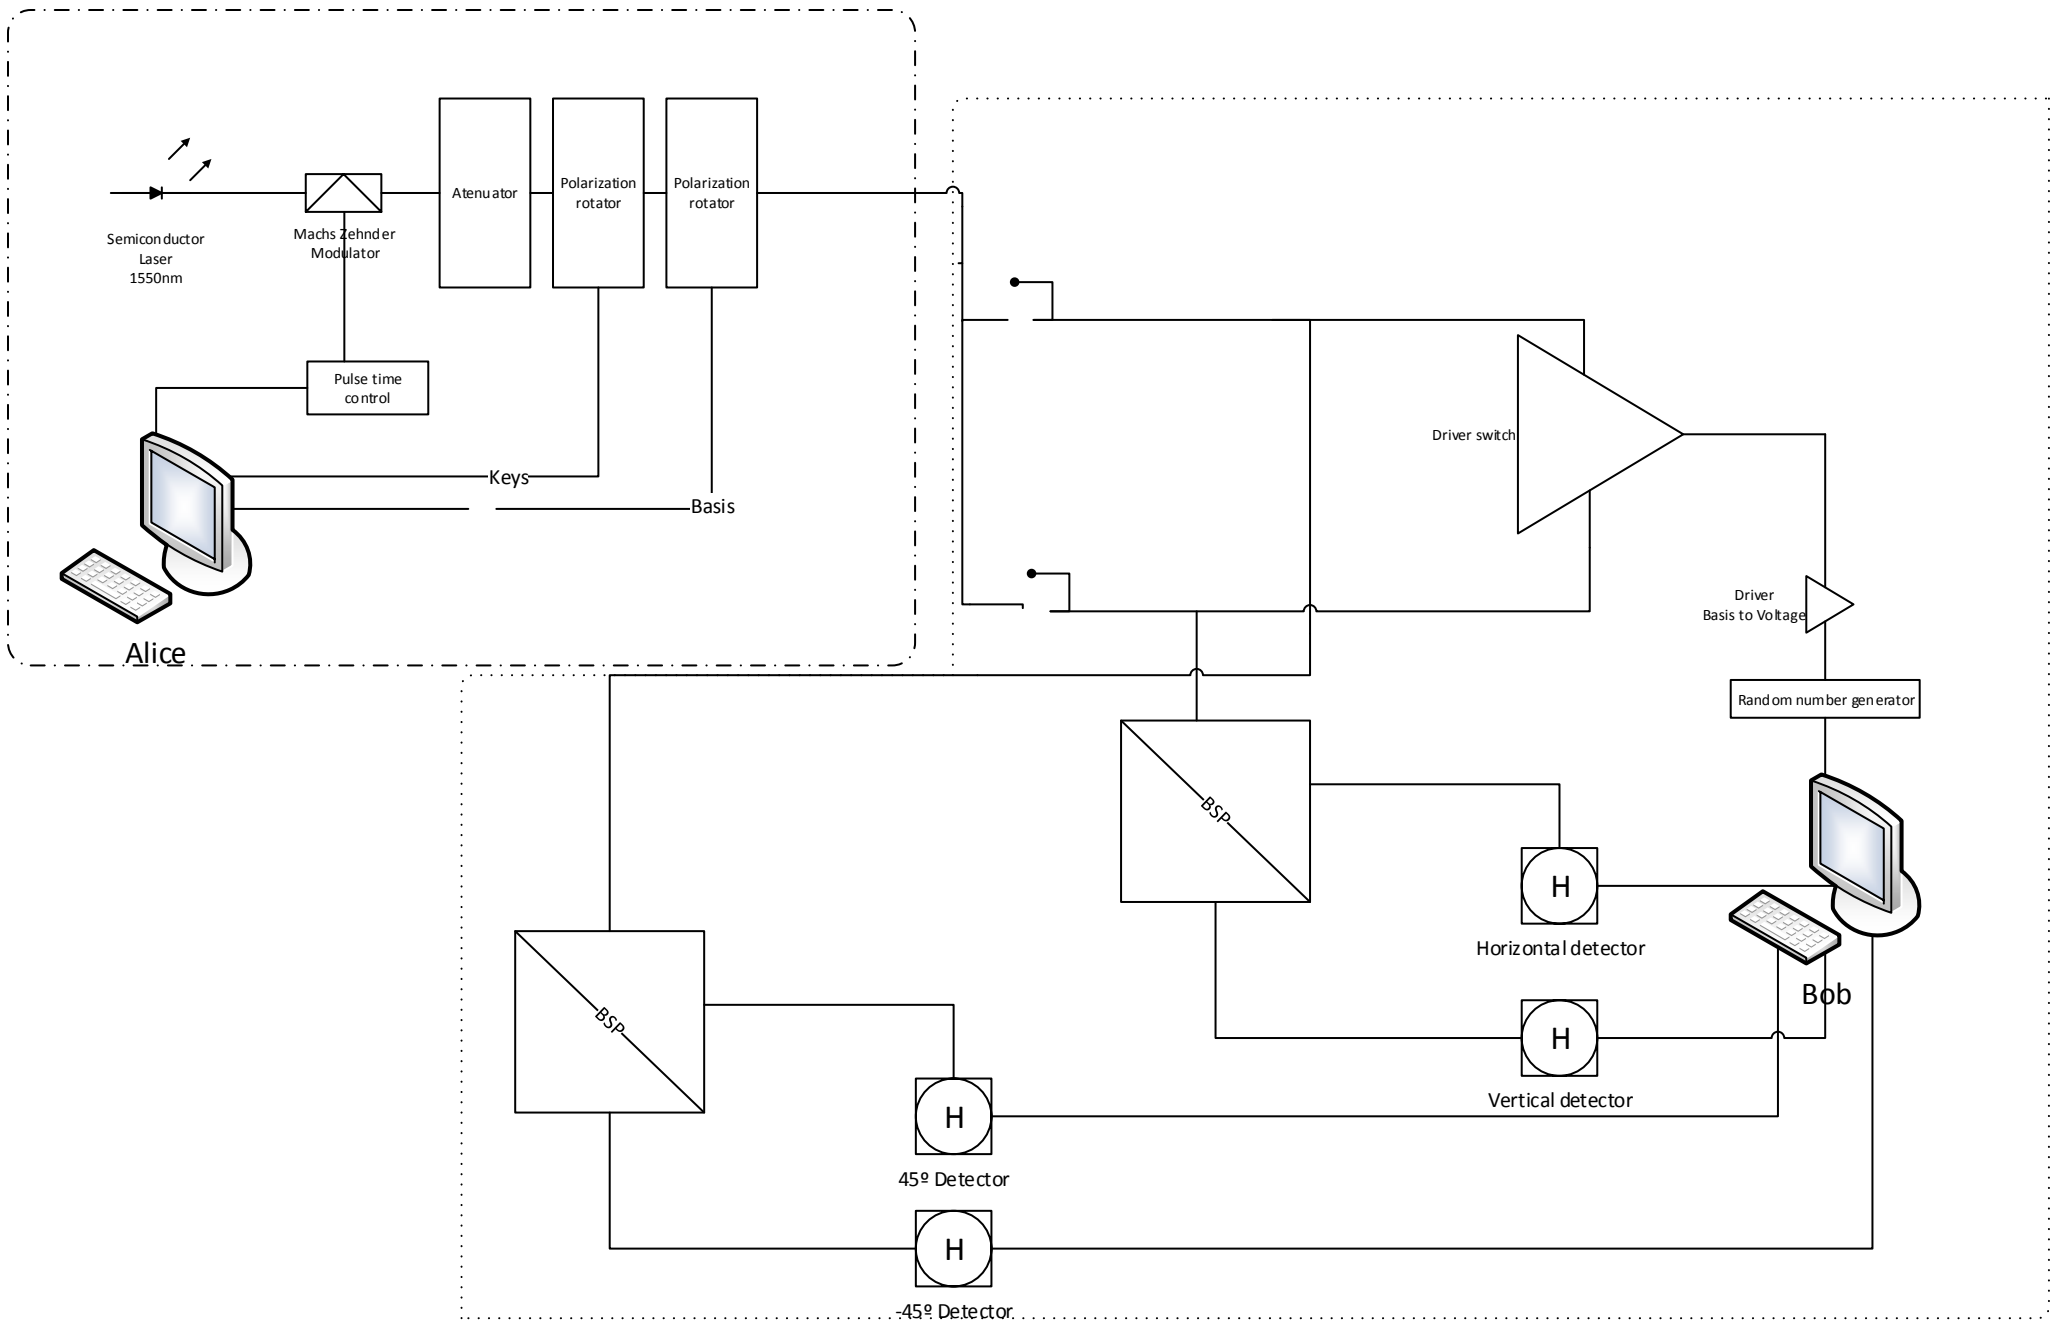 Atenuator
Polarization
rotator
Polarization
rotator
Semiconductor
Laser
1550nm
Machs Zehnder
Modulator
Pulse time
control
Keys
Basis
Alice
Driver switch
Driver
Basis to Voltage
Random number generator
BSP
H
Horizontal detector
Bob
BSP
H
Vertical detector
H
45º Detector
H
-45º Detector